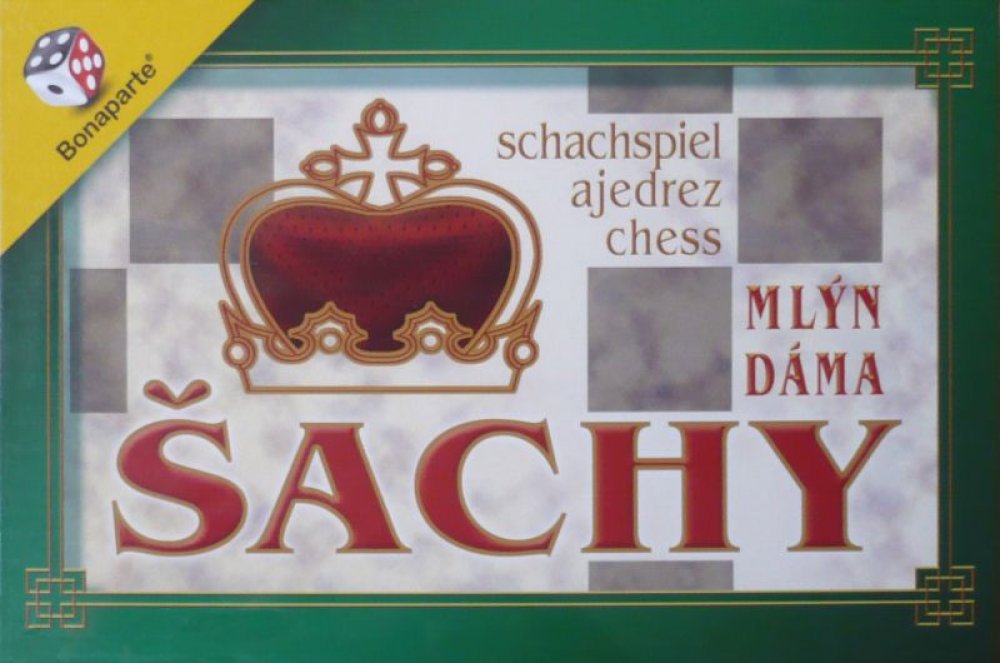 Bonaparte®
schachspiel
ajedrez
chess
MLÝN
DÁMA
ŠACHY